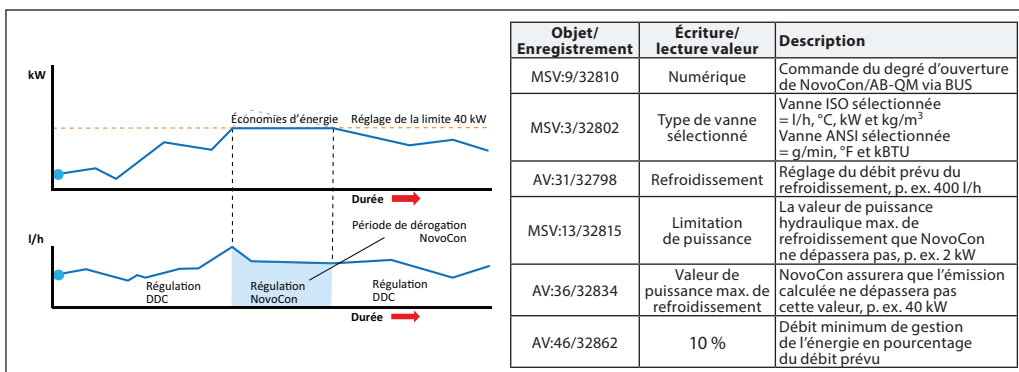 kW
Économies d'énergie
Réglage de la limite 40 kW
Durée
l/h
Période de dérogation
NovoCon
Régulation
DDC
Régulation
NovoCon
Régulation
DDC
Durée
Objet/
Enregistrement
Écriture/
lecture valeur
Description
MSV:9/32810
Numérique
Commande du degré d'ouverture
de NovoCon/AB-QM via BUS
MSV:3/32802
Type de vanne
sélectionné
Vanne ISO sélectionnée
= l/h, °C, kW et kg/m³
Vanne ANSI sélectionnée
= g/min, °F et kBTU
AV:31/32798
Refroidissement
Réglage du débit prévu du
refroidissement, p. ex. 400 l/h
MSV:13/32815
Limitation
de puissance
La valeur de puissance
hydraulique max. de
refroidissement que NovoCon
ne dépassera pas, p. ex. 2 kW
AV:36/32834
Valeur de
puissance max. de
refroidissement
NovoCon assurera que l'émission
calculée ne dépassera pas
cette valeur, p. ex. 40 kW
AV:46/32862
10 %
Débit minimum de gestion
de l'énergie en pourcentage
du débit prévu